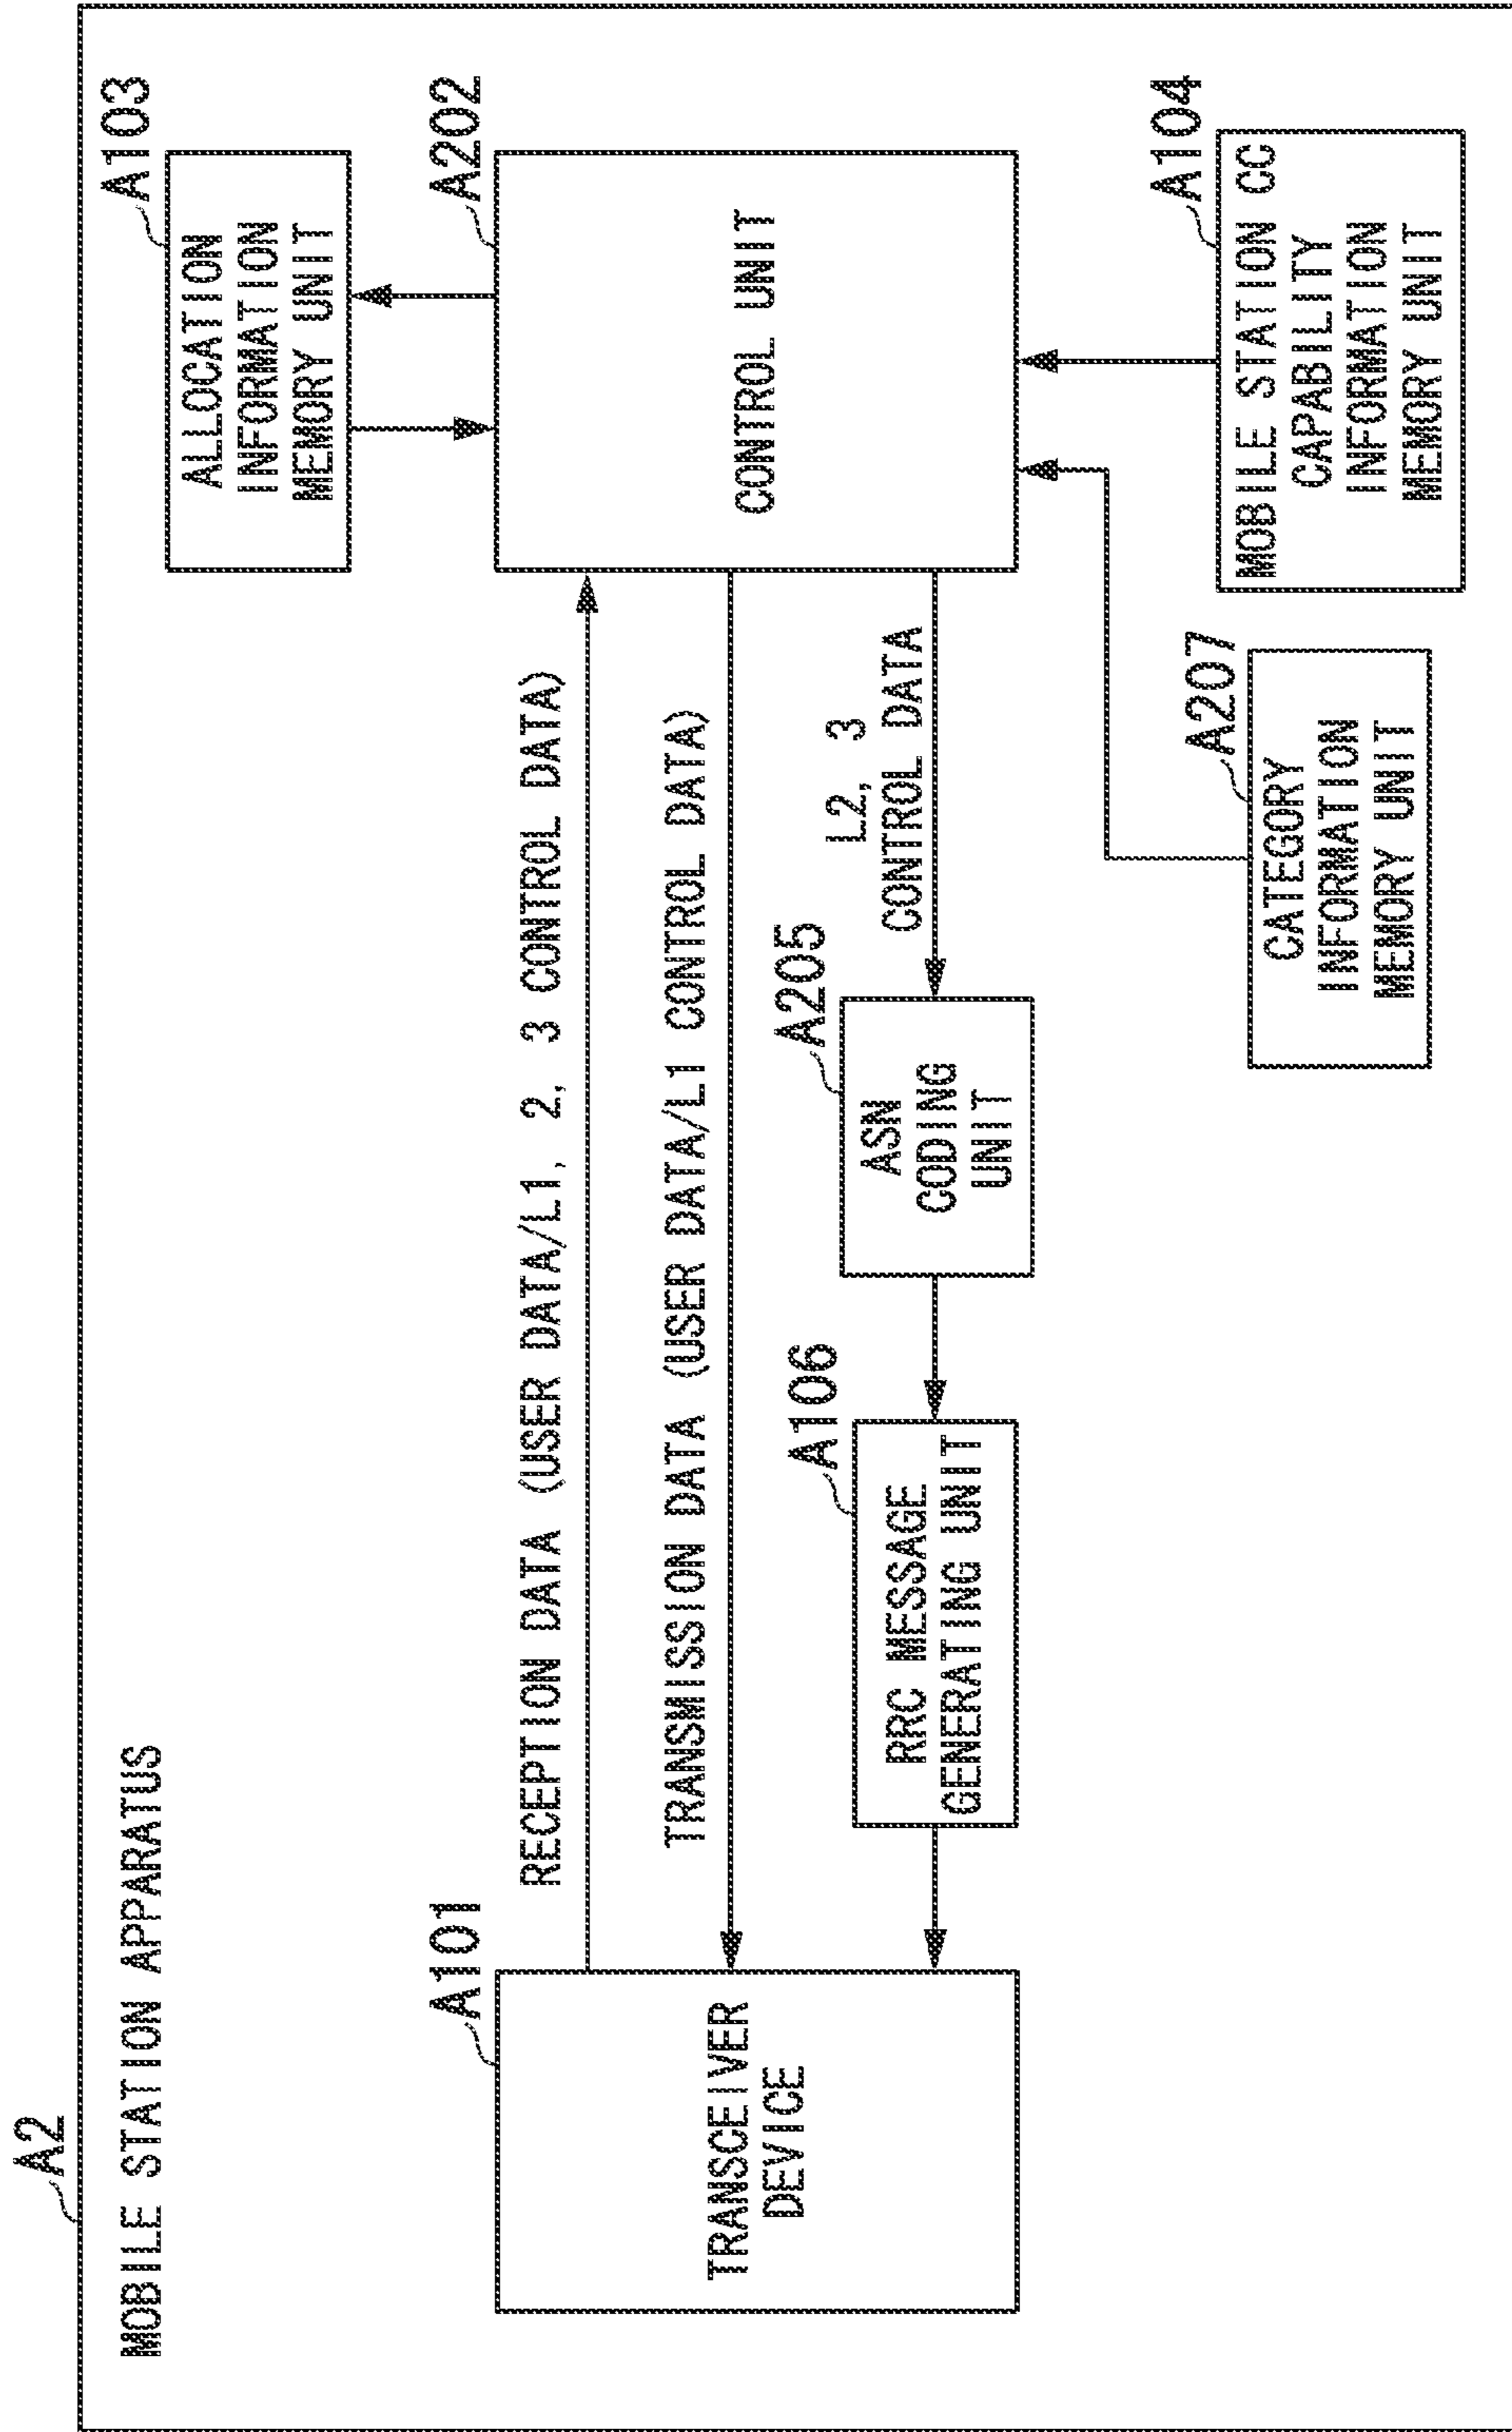 A2
MOBILE STATION APPARATUS
A101
TRANSCEIVER
DEVICE
RECEPTION DATA (USER DATA/L1, 2, 3 CONTROL DATA)
TRANSMISSION DATA (USER DATA/L1 CONTROL DATA)
A106
RRC MESSAGE
GENERATING UNIT
A205
ASN
CODING
UNIT
L2, 3
CONTROL DATA
A103
ALLOCATION
INFORMATION
MEMORY UNIT
A202
CONTROL UNIT
A207
CATEGORY
INFORMATION
MEMORY UNIT
A104
MOBILE STATION CC
CAPABILITY
INFORMATION
MEMORY UNIT